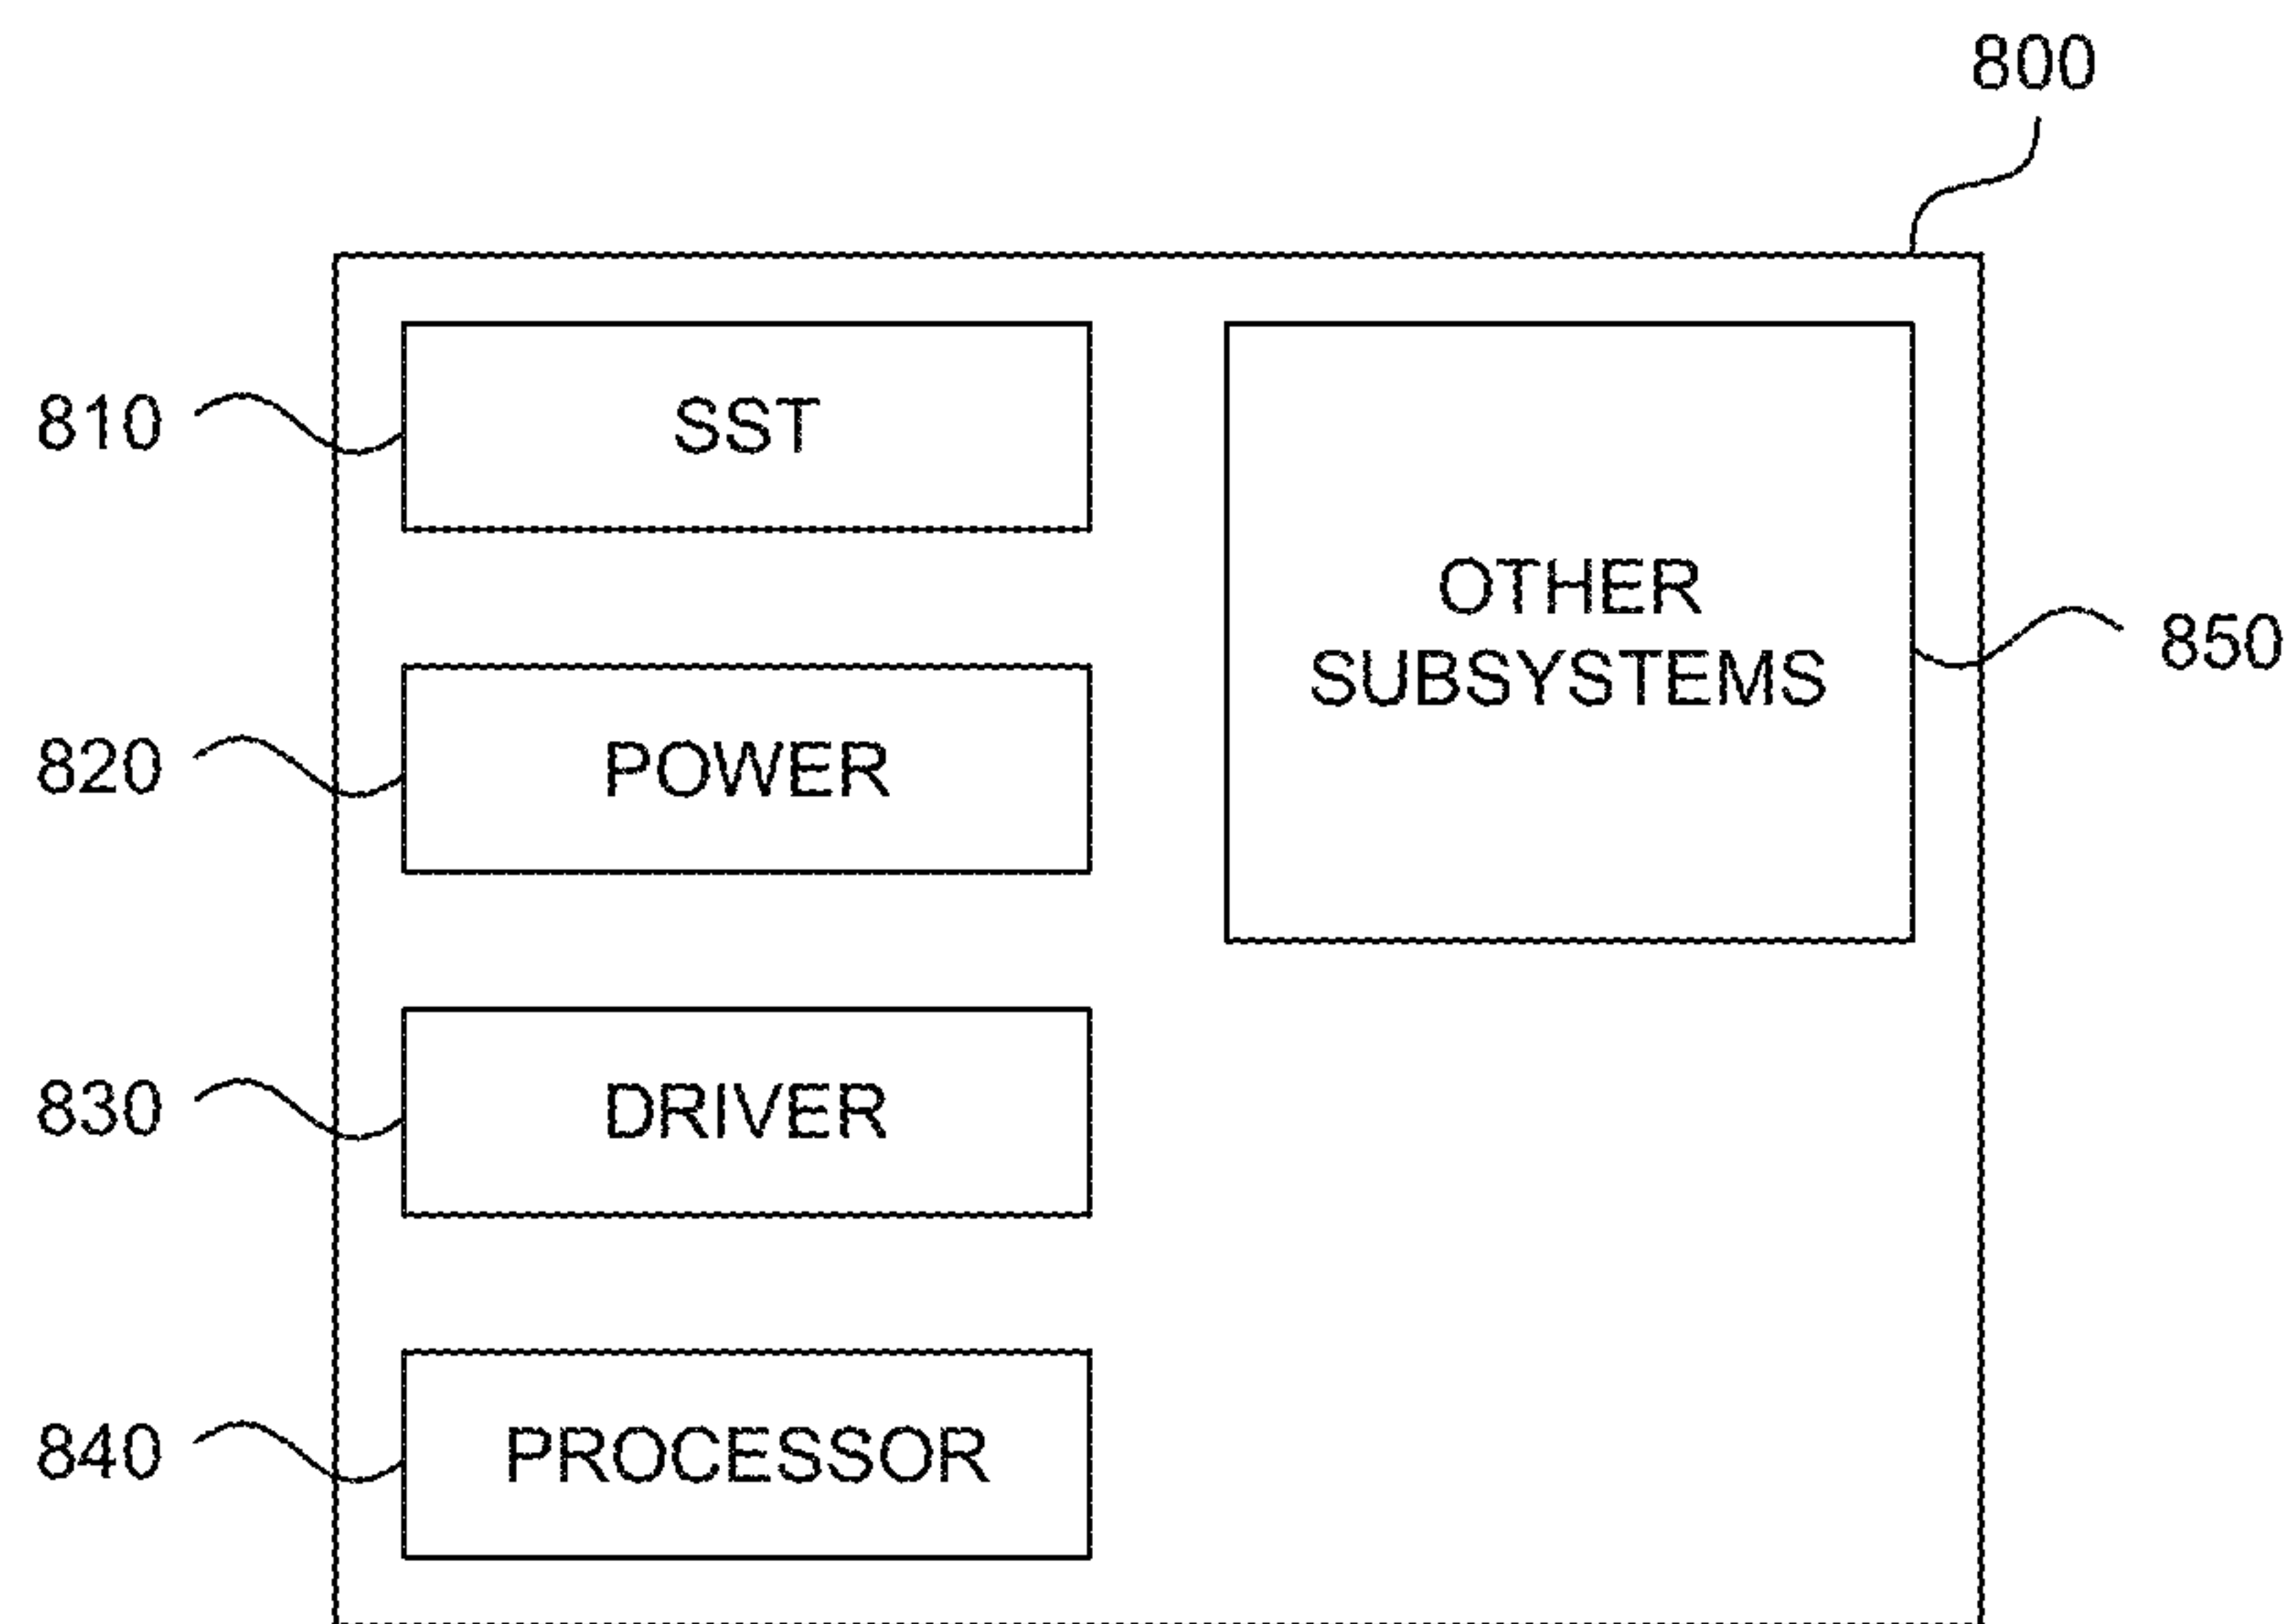 800
810
SST
OTHER
SUBSYSTEMS
850
820
POWER
830
DRIVER
840
PROCESSOR